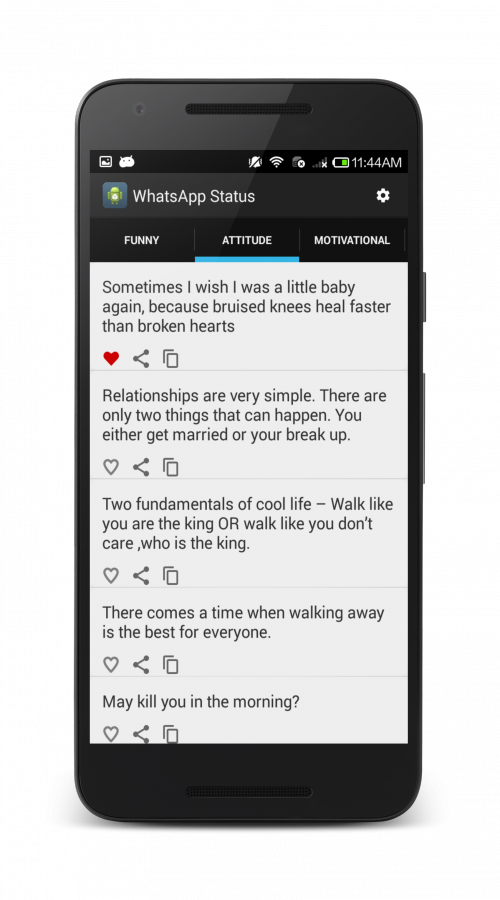 11:44AM
WhatsApp Status
FUNNY
ATTITUDE
MOTIVATIONAL
Sometimes I wish I was a little baby
again, because bruised knees heal faster
than broken hearts
Relationships are very simple. There are
only two things that can happen. You
either get married or your break up.
Two fundamentals of cool life – Walk like
you are the king OR walk like you don't
care ,who is the king.
There comes a time when walking away
is the best for everyone.
May kill you in the morning?